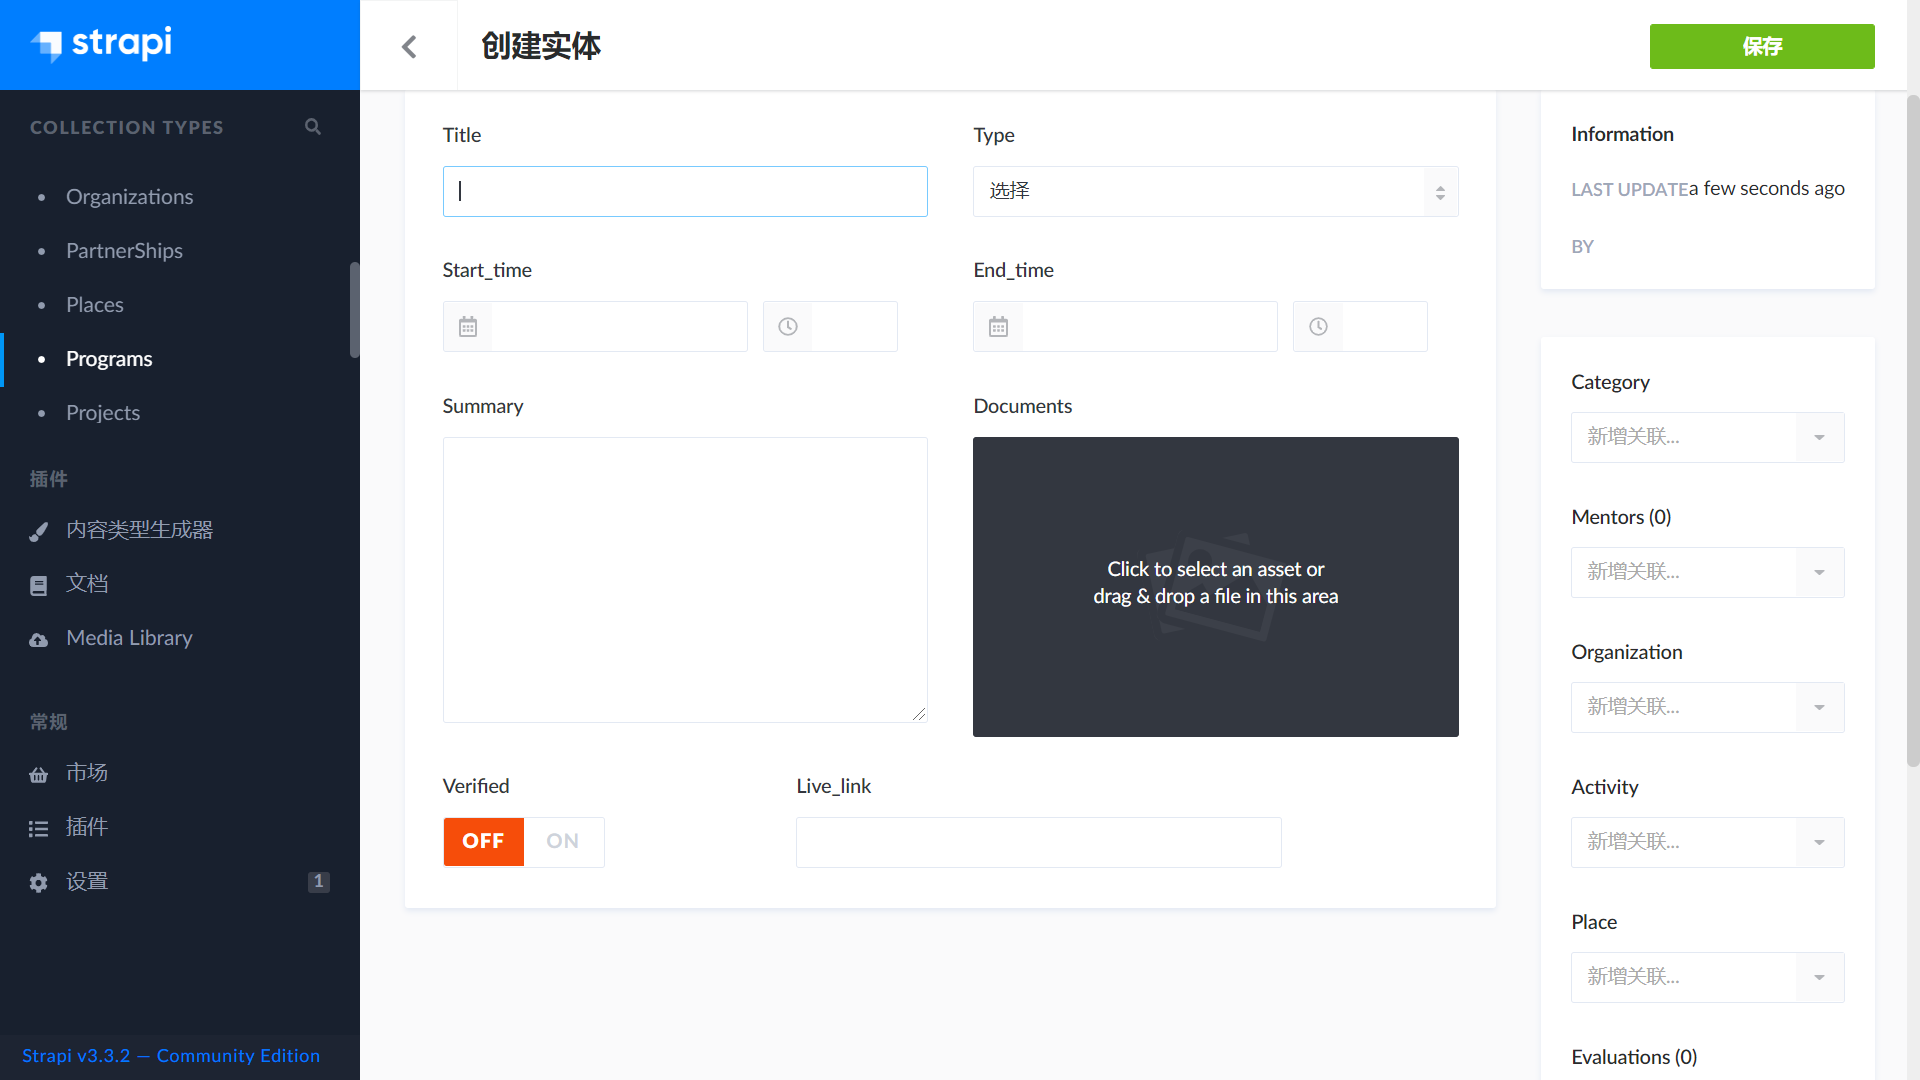 strapi
创建实体
保存
COLLECTION TYPES
Organizations
PartnerShips
Places
Programs
Projects
插件
内容类型生成器
文档
Media Library
常规
市场
插件
设置
1
Strapi v3.3.2 — Community Edition
Title
Type
选择
Start_time
End_time
Summary
Documents
Click to select an asset or
drag & drop a file in this area
Verified
Live_link
OFF
ON
Information
LAST UPDATE a few seconds ago
BY
Category
新增关联...
Mentors (0)
新增关联...
Organization
新增关联...
Activity
新增关联...
Place
新增关联...
Evaluations (0)